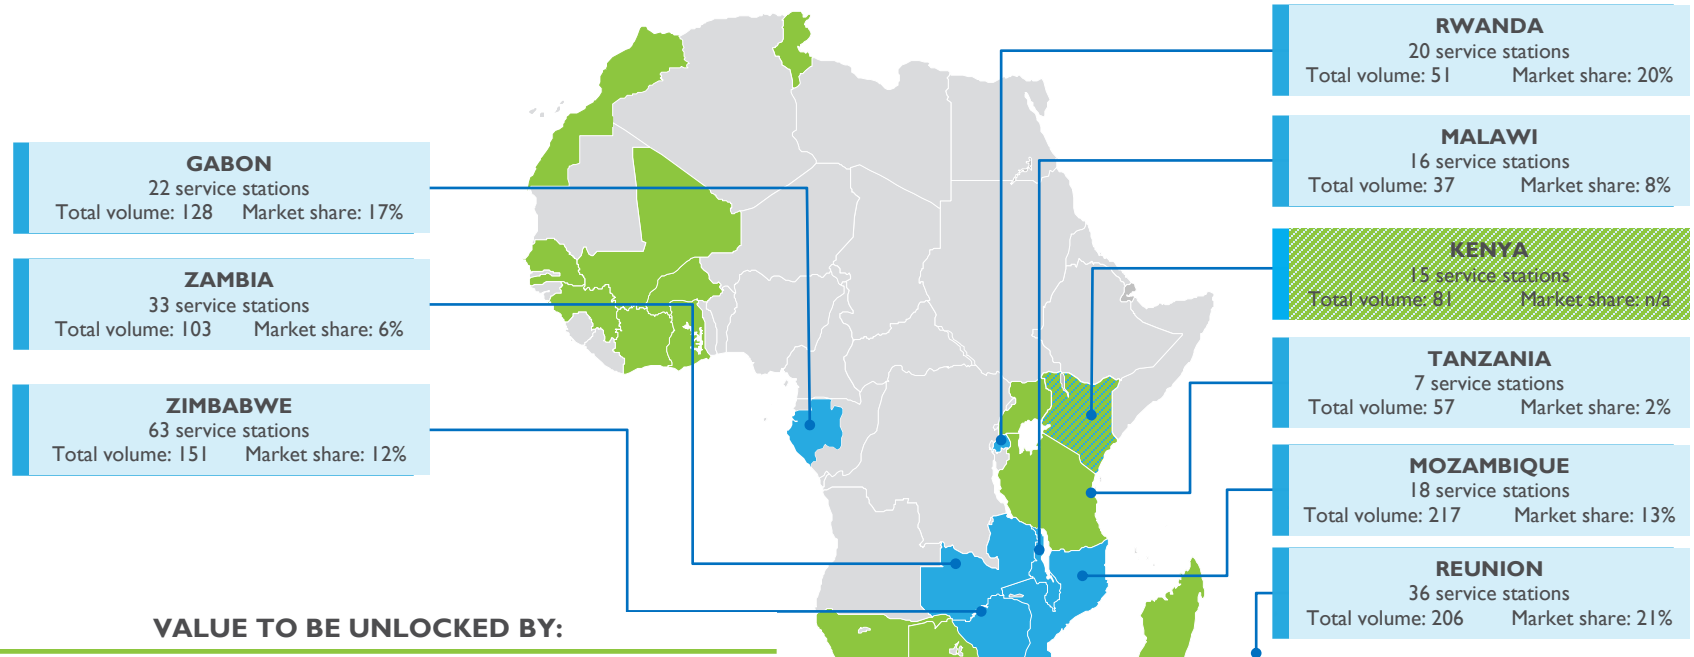 GABON
22 service stations
Total volume: 128 Market share: 17%
ZAMBIA
33 service stations
Total volume: 103 Market share: 6%
ZIMBABWE
63 service stations
Total volume: 151 Market share: 12%
VALUE TO BE UNLOCKED BY:
RWANDA
20 service stations
Total volume: 51 Market share: 20%
MALAWI
16 service stations
Total volume: 37 Market share: 8%
KENYA
15 service stations
Total volume: 81 Market share: n/a
TANZANIA
7 service stations
Total volume: 57 Market share: 2%
MOZAMBIQUE
18 service stations
Total volume: 217 Market share: 13%
REUNION
36 service stations
Total volume: 206 Market share: 21%